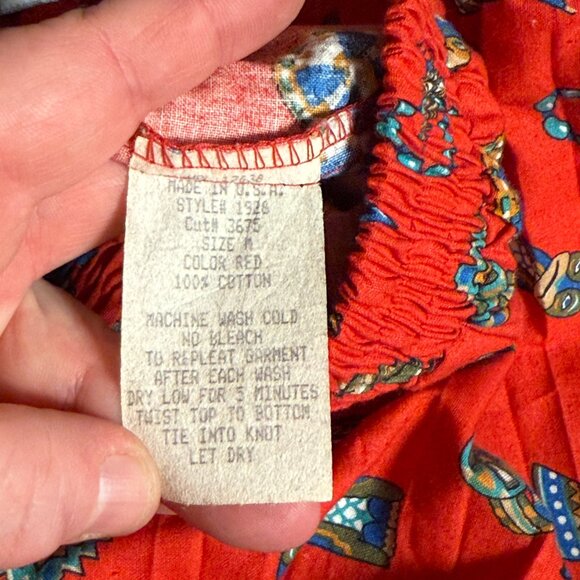 MADE IN U.S.A.
STYLE# 1926
Cut# 3675
SIZE M
COLOR RED
100% COTTON
MACHINE WASH COLD
NO BLEACH
TO REPLEAT GARMENT
AFTER EACH WASH
DRY LOW FOR 3 MINUTES
TWIST TOP TO BOTTOM
TIE INTO KNOT
LET DRY